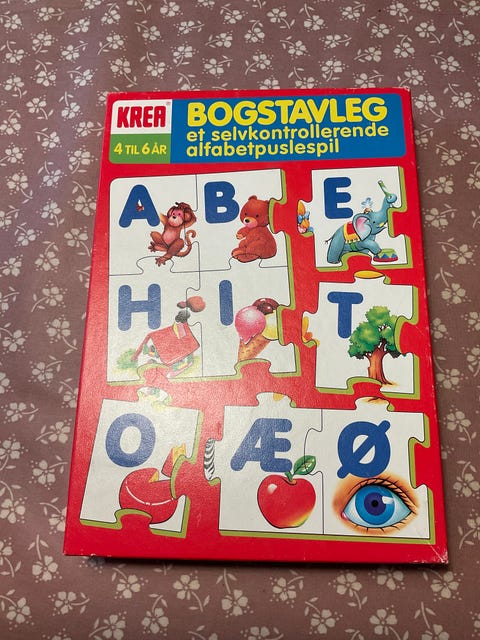 KREA®
4 TIL 6 ÅR
BOGSTAVLEG
et selvkontrollerende
alfabetpuslespil
A B E
H I T
O Æ Ø